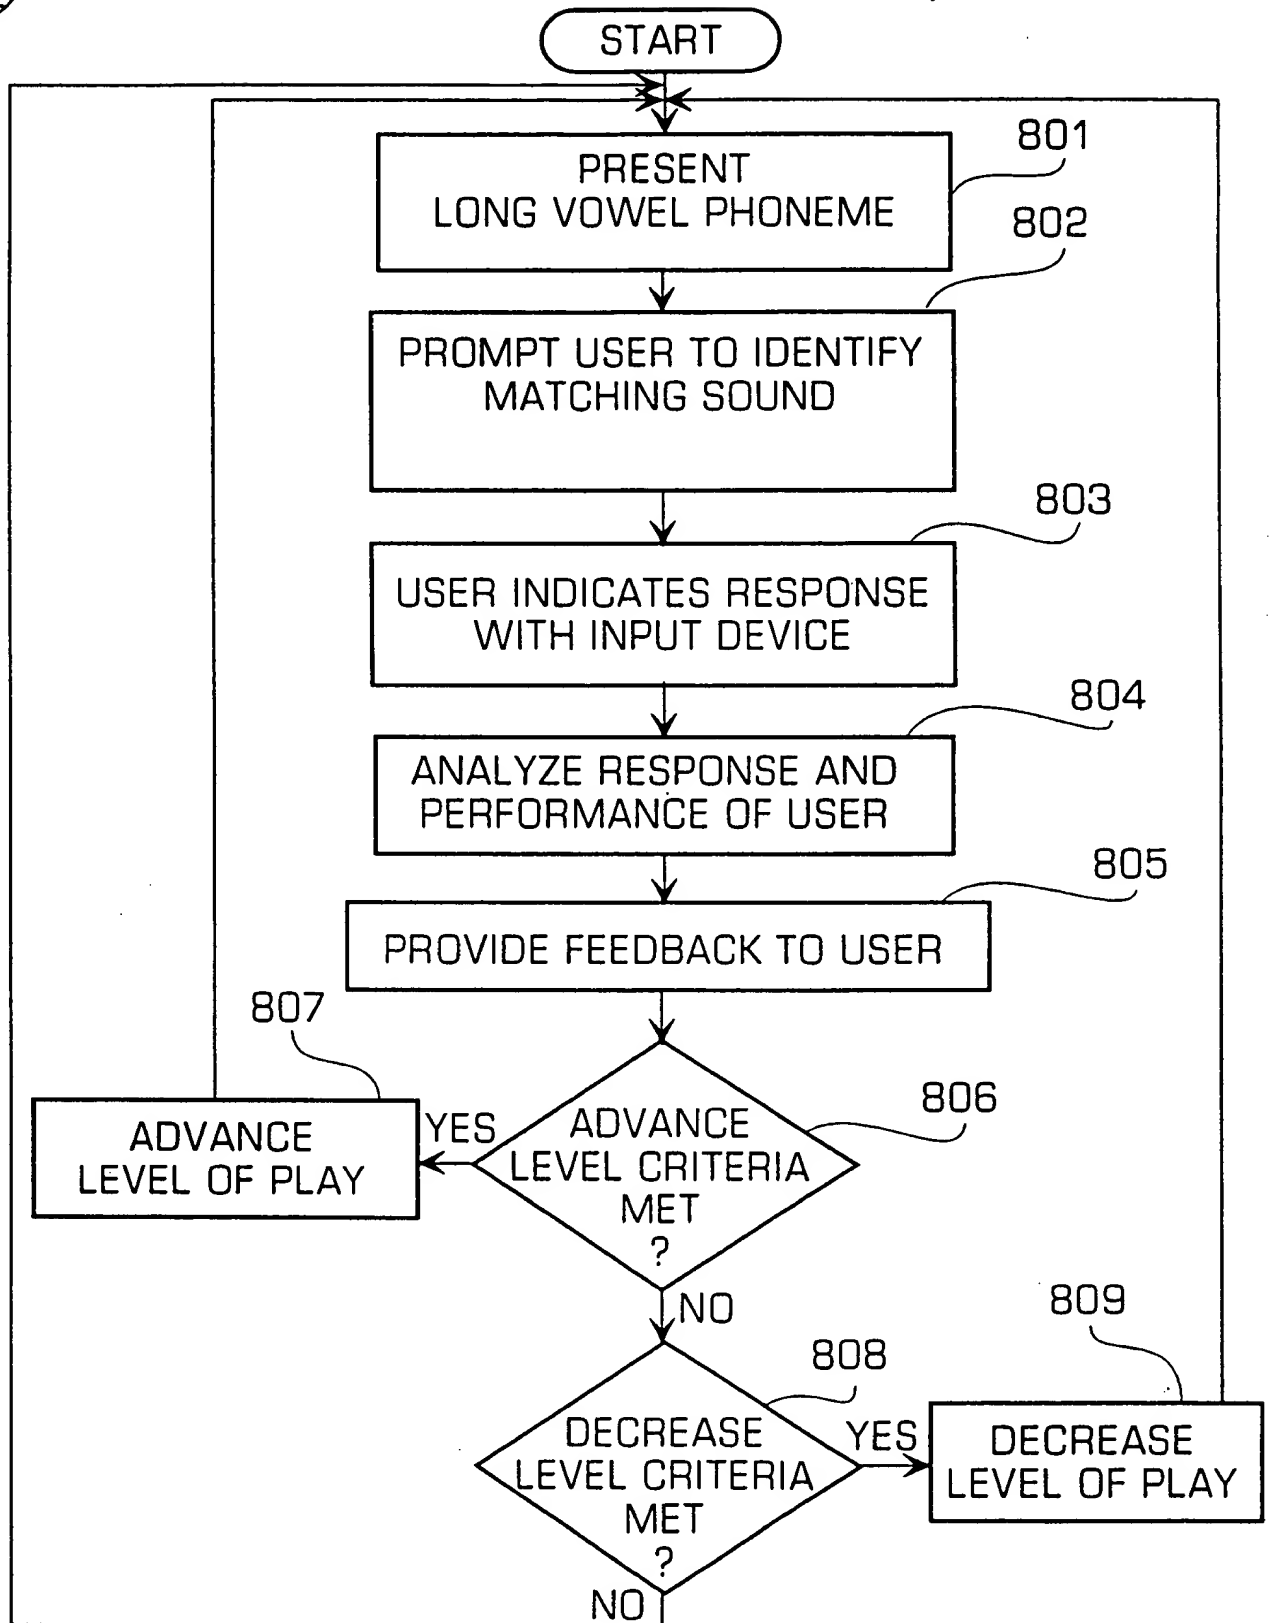 START
801
PRESENT
LONG VOWEL PHONEME
802
PROMPT USER TO IDENTIFY
MATCHING SOUND
803
USER INDICATES RESPONSE
WITH INPUT DEVICE
804
ANALYZE RESPONSE AND
PERFORMANCE OF USER
805
PROVIDE FEEDBACK TO USER
807
ADVANCE
LEVEL OF PLAY
YES
806
ADVANCE
LEVEL CRITERIA
MET
?
NO
808
DECREASE
LEVEL CRITERIA
MET
?
YES
809
DECREASE
LEVEL OF PLAY
NO